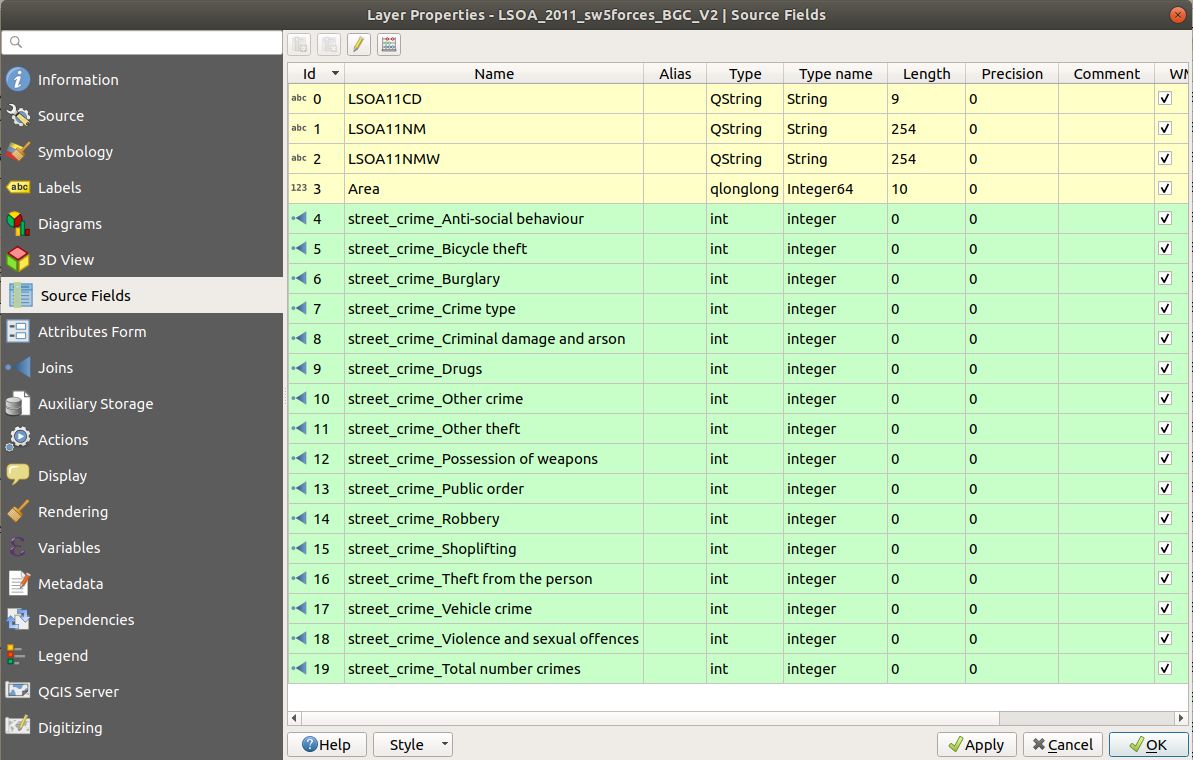 Layer Properties - LSOA_2011_sw5forces_BGC_V2 | Source Fields
Information
Source
Symbology
abc Labels
Diagrams
3D View
Source Fields
Attributes Form
Joins
Auxiliary Storage
Actions
Display
Rendering
Variables
Metadata
Dependencies
Legend
QGIS Server
Digitizing
Id Name Alias Type Type name Length Precision Comment WM
abc 0 LSOA11CD QString String 9 0
abc 1 LSOA11NM QString String 254 0
abc 2 LSOA11NMW QString String 254 0
123 3 Area qlonglong Integer64 10 0
4 street_crime_Anti-social behaviour int integer 0 0
5 street_crime_Bicycle theft int integer 0 0
6 street_crime_Burglary int integer 0 0
7 street_crime_Crime type int integer 0 0
8 street_crime_Criminal damage and arson int integer 0 0
9 street_crime_Drugs int integer 0 0
10 street_crime_Other crime int integer 0 0
11 street_crime_Other theft int integer 0 0
12 street_crime_Possession of weapons int integer 0 0
13 street_crime_Public order int integer 0 0
14 street_crime_Robbery int integer 0 0
15 street_crime_Shoplifting int integer 0 0
16 street_crime_Theft from the person int integer 0 0
17 street_crime_Vehicle crime int integer 0 0
18 street_crime_Violence and sexual offences int integer 0 0
19 street_crime_Total number crimes int integer 0 0
Help Style Apply Cancel OK